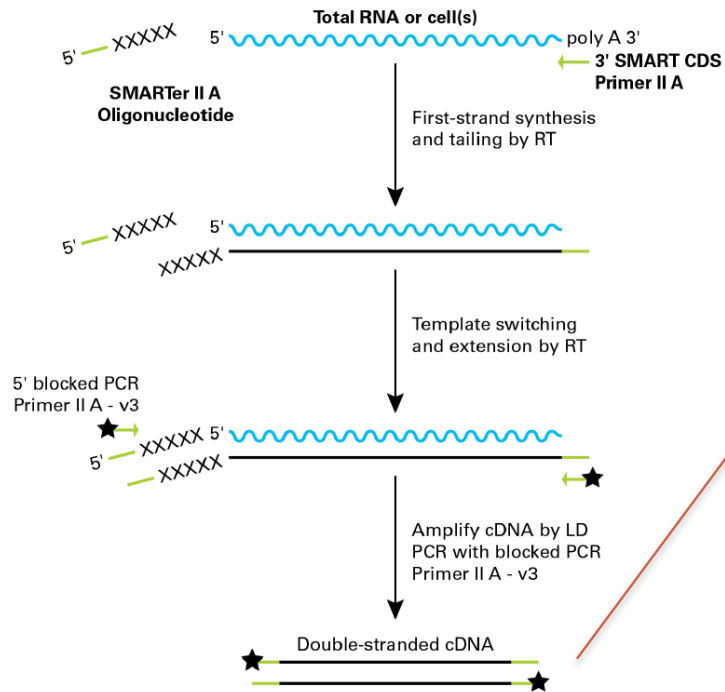 Total RNA or cell(s)
5' XXXXX
5' poly A 3'
3' SMART CDS
Primer II A
SMARTer II A
Oligonucleotide
First-strand synthesis
and tailing by RT
5' XXXXX
5'
XXXXX
Template switching
and extension by RT
5' blocked PCR
Primer II A - v3
5' XXXXX 5'
XXXXX
Amplify cDNA by LD
PCR with blocked PCR
Primer II A - v3
Double-stranded cDNA